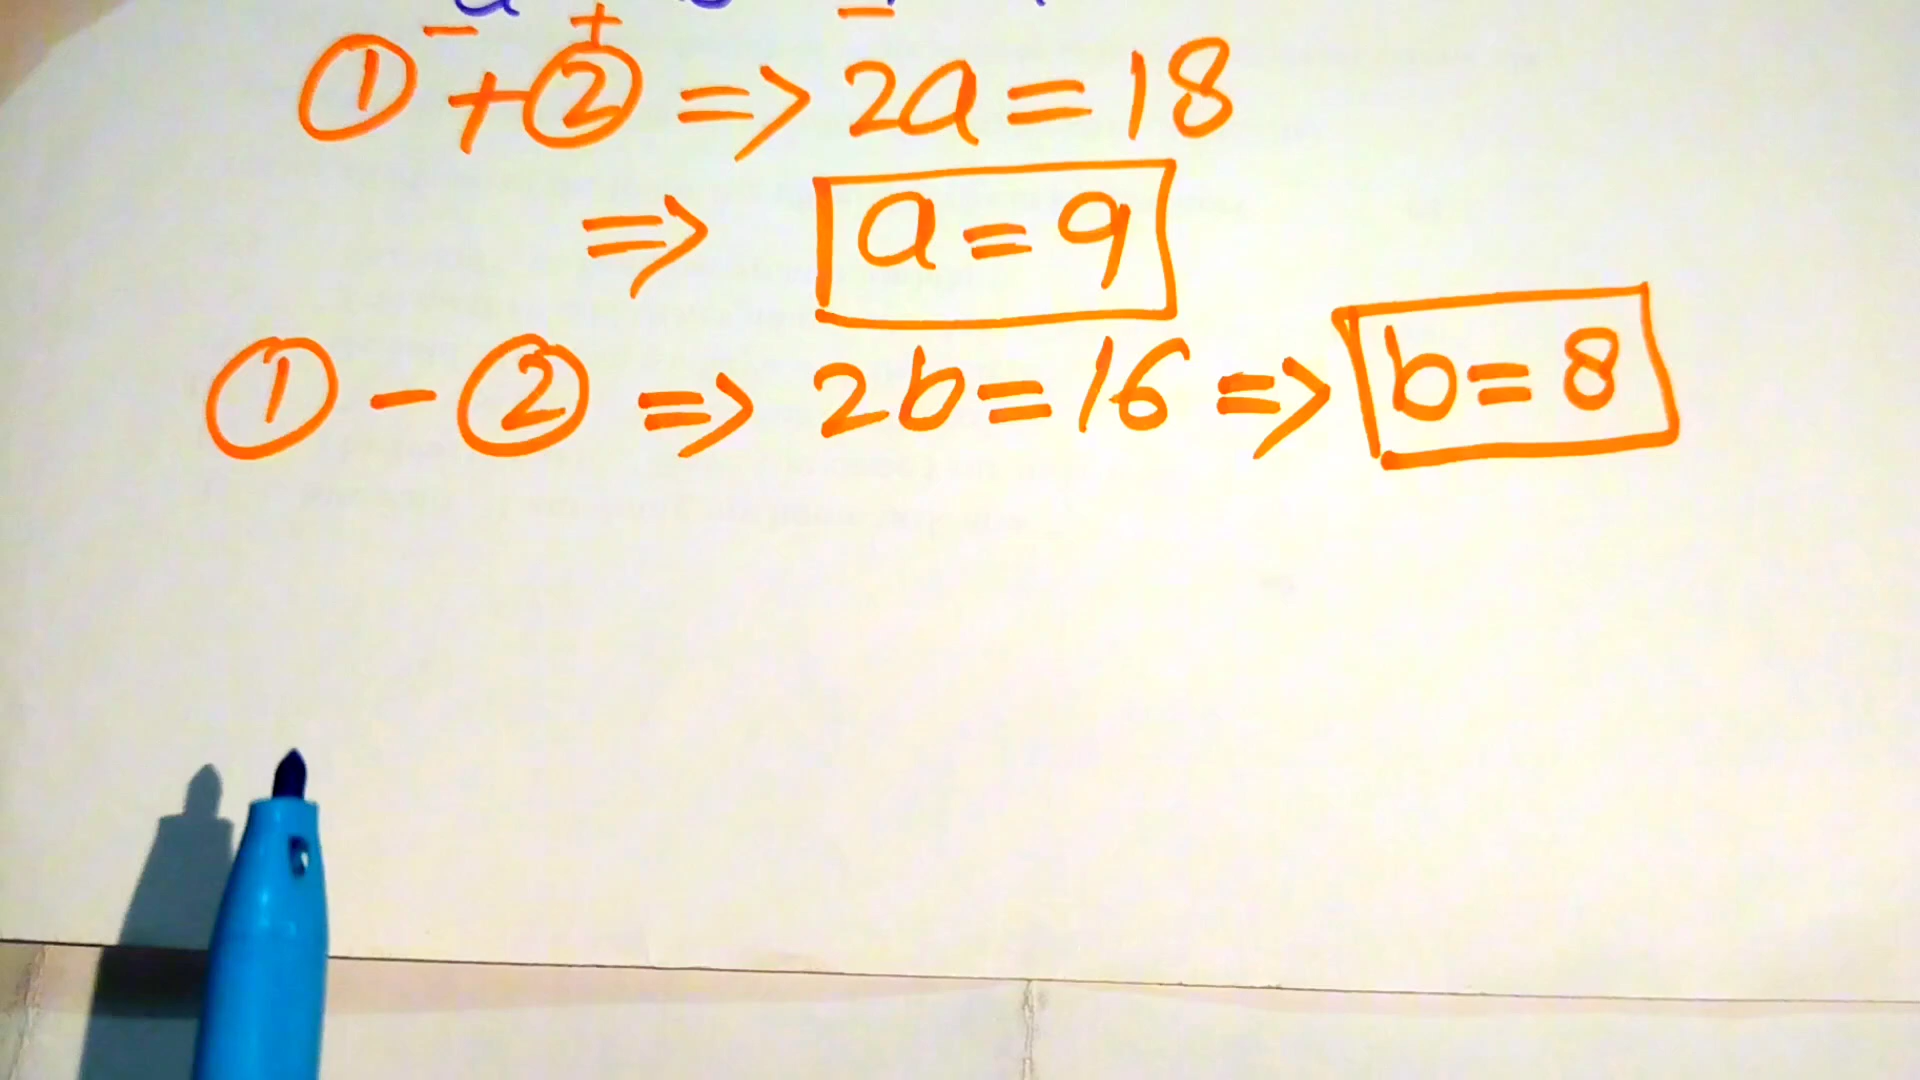 - + -
① + ② => 2a = 18
=> a = 9
① - ② => 2b = 16 => b = 8